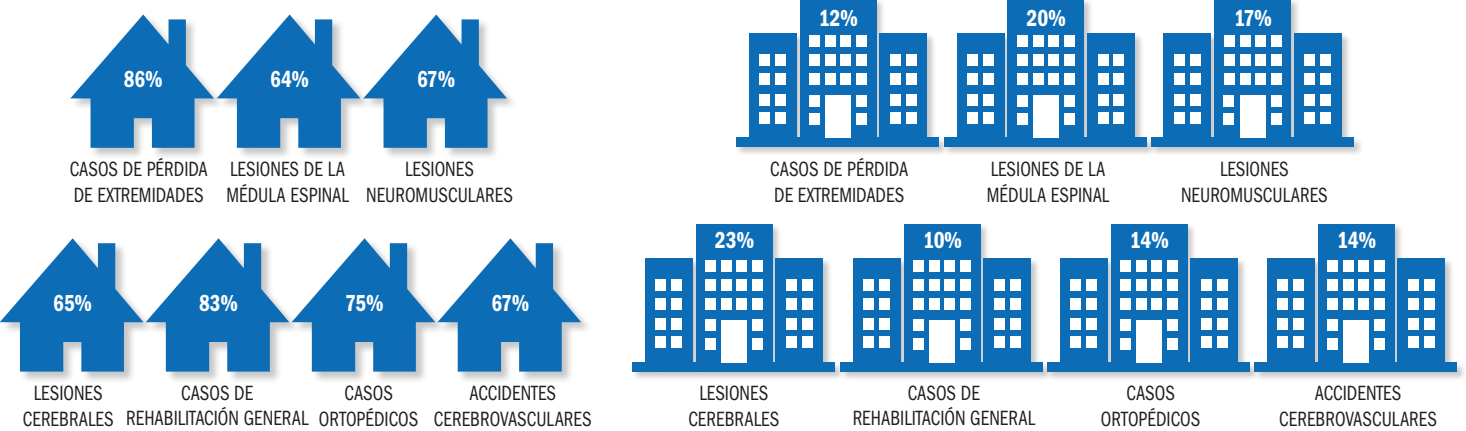 86%
64%
67%
CASOS DE PÉRDIDA
DE EXTREMIDADES
LESIONES DE LA
MÉDULA ESPINAL
LESIONES
NEUROMUSCULARES
12%
20%
17%
CASOS DE PÉRDIDA
DE EXTREMIDADES
LESIONES DE LA
MÉDULA ESPINAL
LESIONES
NEUROMUSCULARES
65%
83%
75%
67%
LESIONES
CEREBRALES
CASOS DE
REHABILITACIÓN GENERAL
CASOS
ORTOPÉDICOS
ACCIDENTES
CEREBROVASCULARES
23%
10%
14%
14%
LESIONES
CEREBRALES
CASOS DE
REHABILITACIÓN GENERAL
CASOS
ORTOPÉDICOS
ACCIDENTES
CEREBROVASCULARES